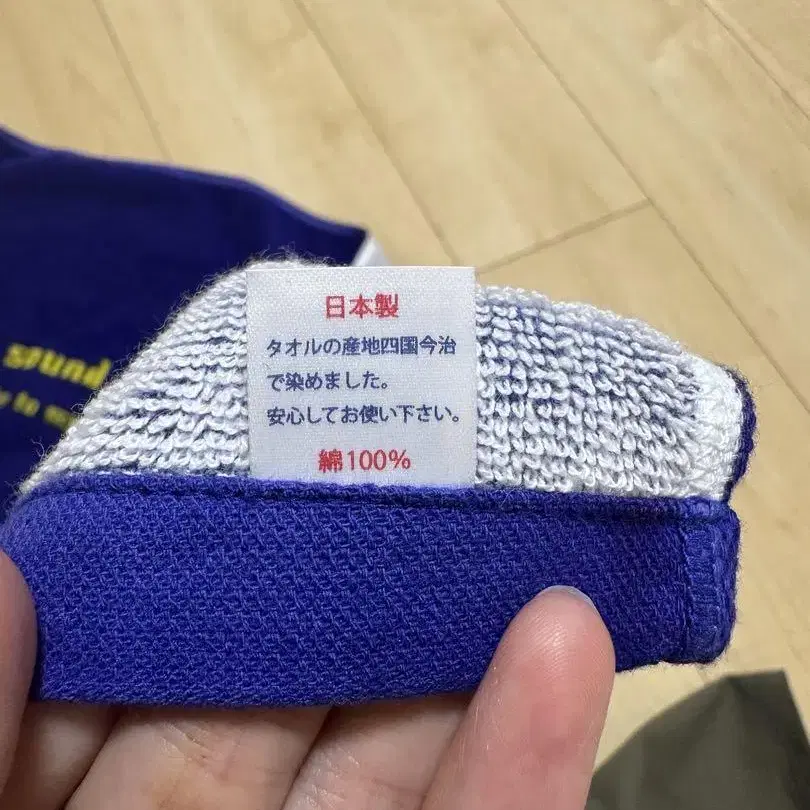 日本製
タオルの産地四国今治
で染めました。
安心してお使い下さい。
綿100%
sound